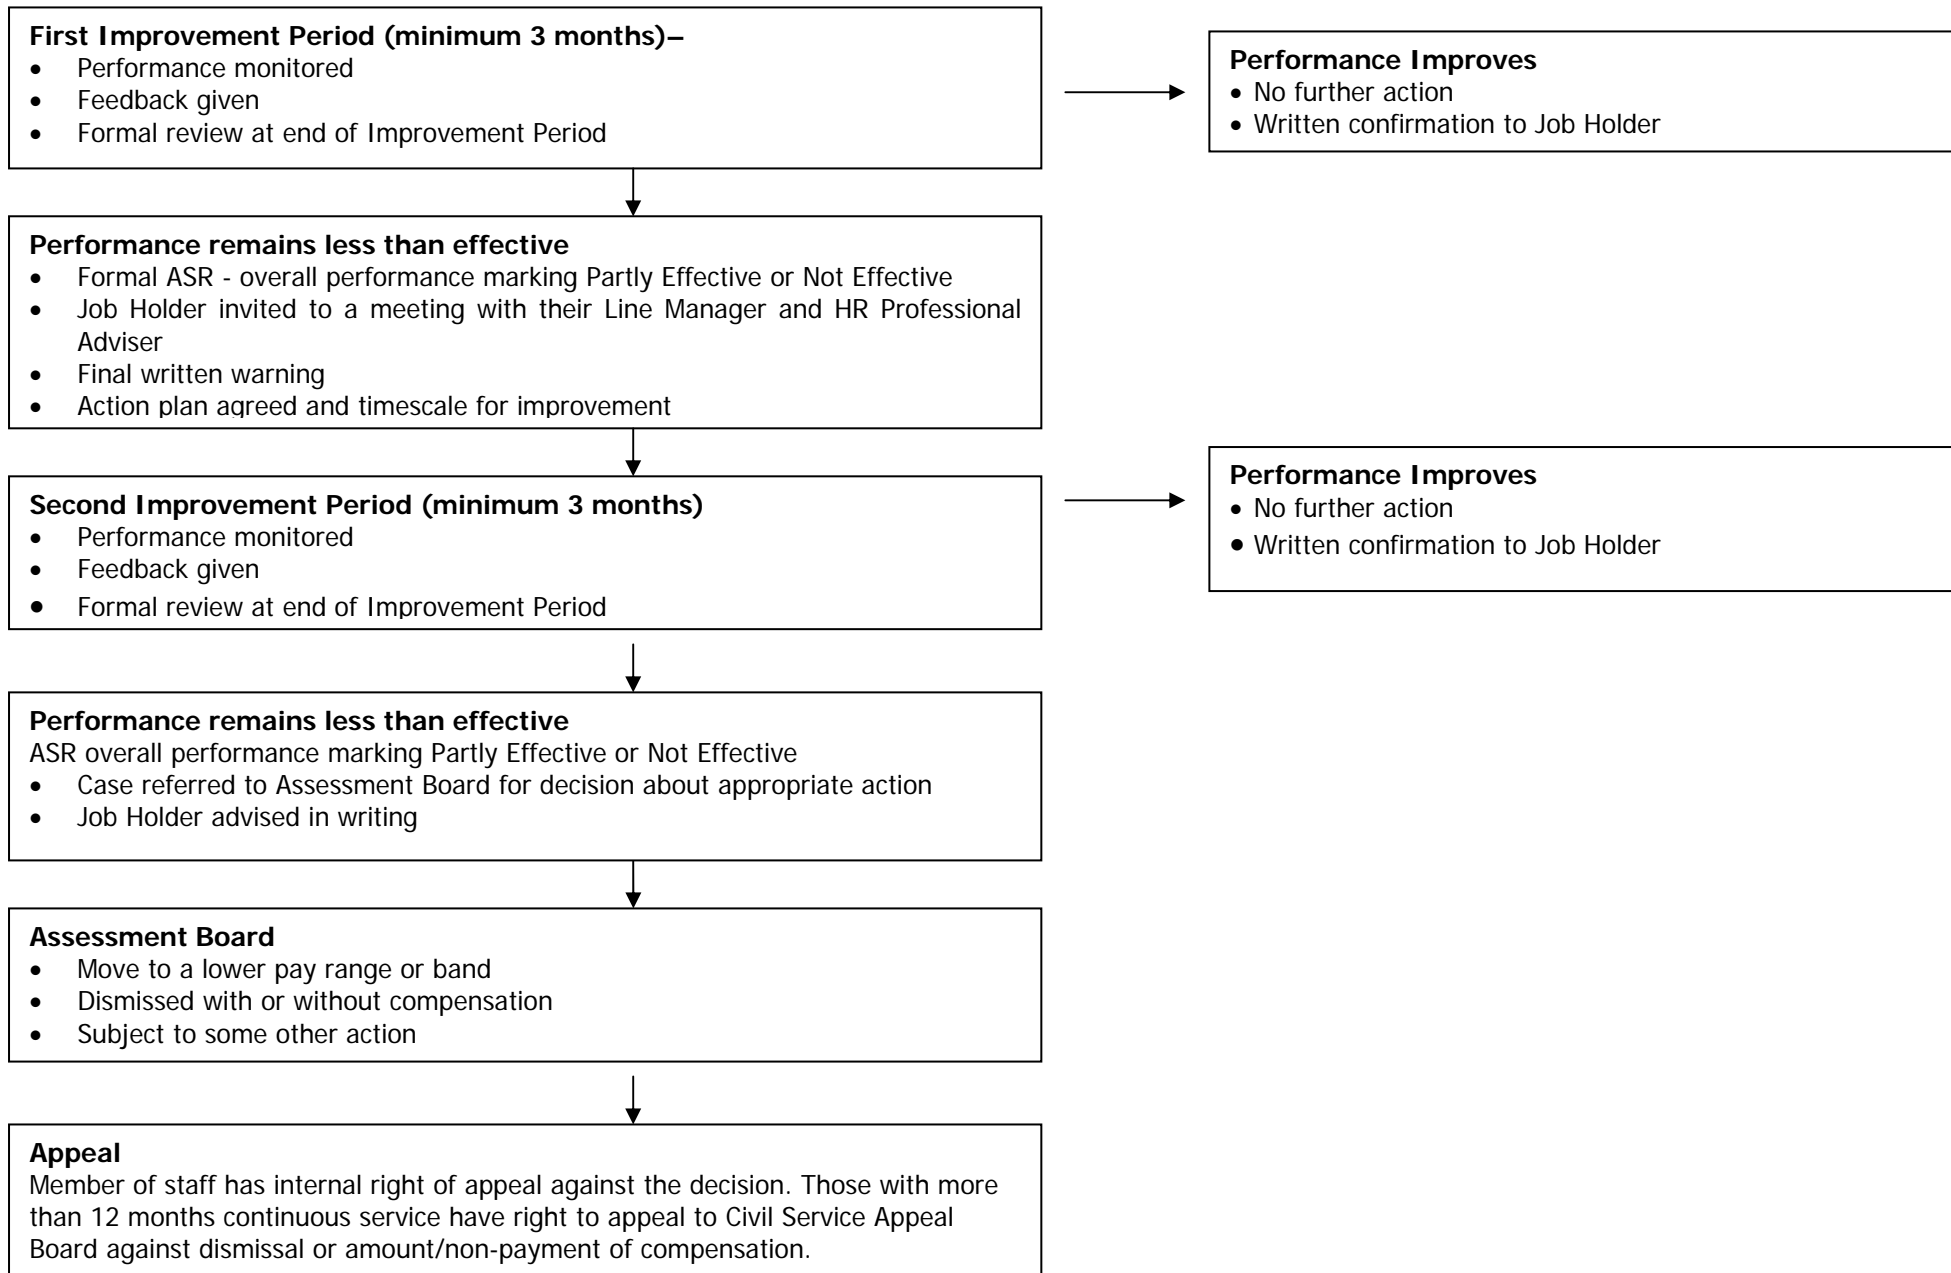 First Improvement Period (minimum 3 months)–
• Performance monitored
• Feedback given
• Formal review at end of Improvement Period
Performance Improves
• No further action
• Written confirmation to Job Holder
Performance remains less than effective
• Formal ASR - overall performance marking Partly Effective or Not Effective
• Job Holder invited to a meeting with their Line Manager and HR Professional
Adviser
• Final written warning
• Action plan agreed and timescale for improvement
Second Improvement Period (minimum 3 months)
• Performance monitored
• Feedback given
• Formal review at end of Improvement Period
Performance Improves
• No further action
• Written confirmation to Job Holder
Performance remains less than effective
ASR overall performance marking Partly Effective or Not Effective
• Case referred to Assessment Board for decision about appropriate action
• Job Holder advised in writing
Assessment Board
• Move to a lower pay range or band
• Dismissed with or without compensation
• Subject to some other action
Appeal
Member of staff has internal right of appeal against the decision. Those with more
than 12 months continuous service have right to appeal to Civil Service Appeal
Board against dismissal or amount/non-payment of compensation.